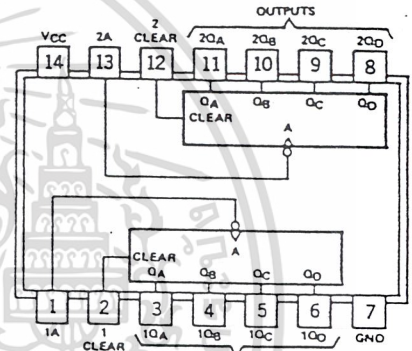 OUTPUTS
VCC 2A 2 CLEAR 2QA 2QB 2QC 2QD
14 13 12 11 10 9 8
QA QB QC QD
CLEAR
A
A
CLEAR
QA QB QC QD
1 2 3 4 5 6 7
1A 1 CLEAR 1QA 1QB 1QC 1QD GND